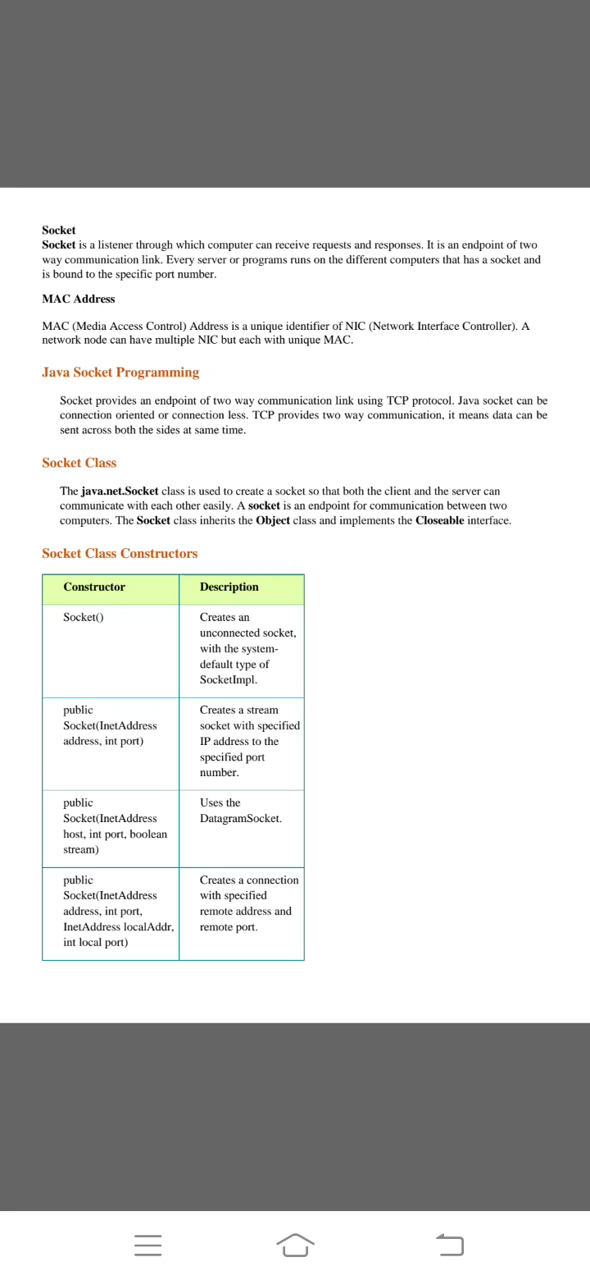 Socket
Socket is a listener through which computer can receive requests and responses. It is an endpoint of two
way communication link. Every server or programs runs on the different computers that has a socket and
is bound to the specific port number.
MAC Address
MAC (Media Access Control) Address is a unique identifier of NIC (Network Interface Controller). A
network node can have multiple NIC but each with unique MAC.
Java Socket Programming
Socket provides an endpoint of two way communication link using TCP protocol. Java socket can be
connection oriented or connection less. TCP provides two way communication, it means data can be
sent across both the sides at same time.
Socket Class
The java.net.Socket class is used to create a socket so that both the client and the server can
communicate with each other easily. A socket is an endpoint for communication between two
computers. The Socket class inherits the Object class and implements the Closeable interface.
Socket Class Constructors
Constructor
Description
Socket()
Creates an
unconnected socket,
with the system-
default type of
SocketImpl.
public
Socket(InetAddress
address, int port)
Creates a stream
socket with specified
IP address to the
specified port
number.
public
Socket(InetAddress
host, int port, boolean
stream)
Uses the
DatagramSocket.
public
Socket(InetAddress
address, int port,
InetAddress localAddr,
int local port)
Creates a connection
with specified
remote address and
remote port.